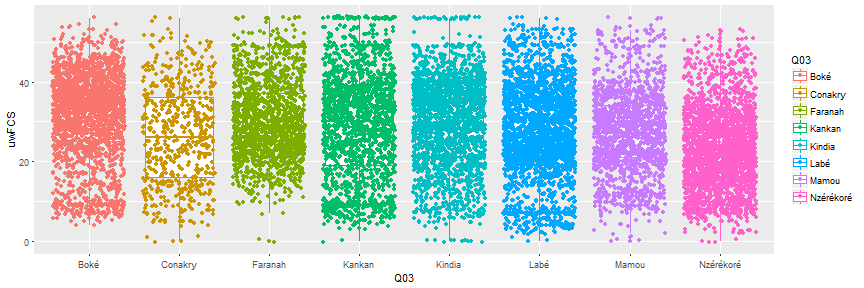 uwFCS
40
20
0
Boké Conakry Faranah Kankan Kindia Labé Mamou Nzérékoré
Q03
Q03
Boké
Conakry
Faranah
Kankan
Kindia
Labé
Mamou
Nzérékoré